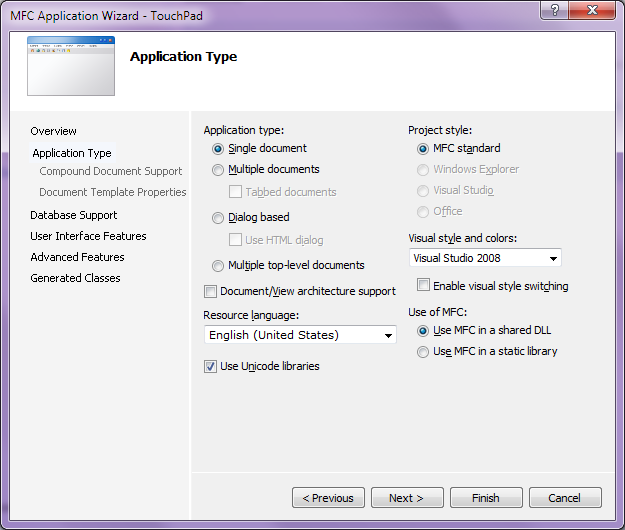 MFC Application Wizard - TouchPad
Application Type
Overview
Application Type
Compound Document Support
Document Template Properties
Database Support
User Interface Features
Advanced Features
Generated Classes
Application type:
Single document
Multiple documents
Tabbed documents
Dialog based
Use HTML dialog
Multiple top-level documents
Document/View architecture support
Resource language:
English (United States)
Use Unicode libraries
Project style:
MFC standard
Windows Explorer
Visual Studio
Office
Visual style and colors:
Visual Studio 2008
Enable visual style switching
Use of MFC:
Use MFC in a shared DLL
Use MFC in a static library
< Previous
Next >
Finish
Cancel